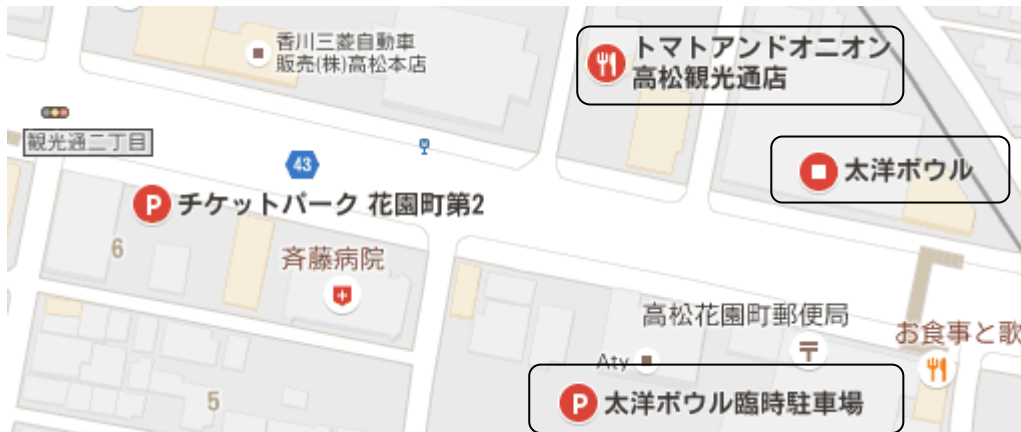 香川三菱自動車
販売(株)高松本店
トマトアンドオニオン
高松観光通店
観光通二丁目
43
太洋ボウル
チケットパーク 花園町第2
6
斉藤病院
高松花園町郵便局
お食事と歌
Aty
5
太洋ボウル臨時駐車場
P
P